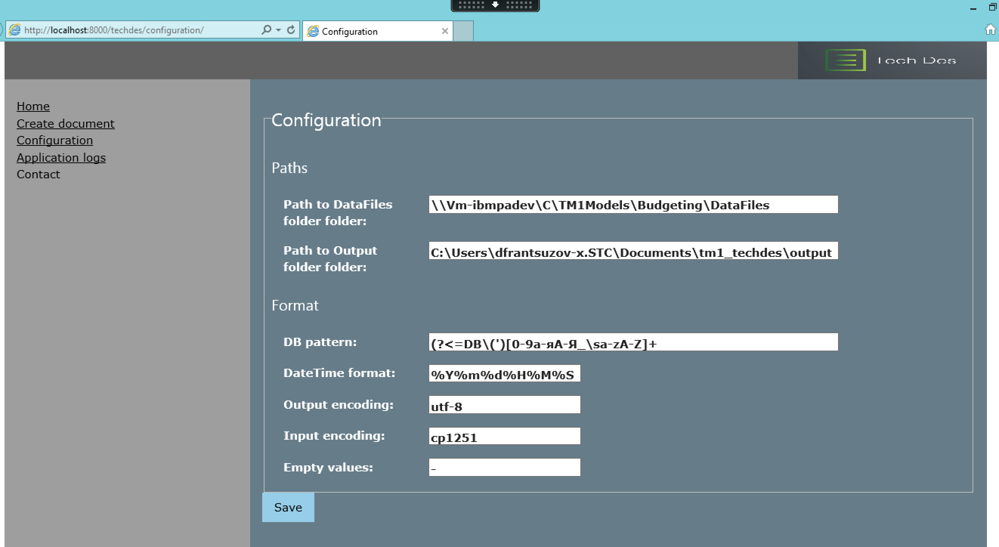 http://localhost:8000/techdes/configuration/
Configuration
Tech Des
Home
Create document
Configuration
Application logs
Contact
Configuration
Paths
Path to DataFiles
folder folder:
\\Vm-ibmpadev\C\TM1Models\Budgeting\DataFiles
Path to Output
folder folder:
C:\Users\dfrantsuzov-x.STC\Documents\tm1_techdes\output
Format
DB pattern:
(?<=DB\(')[0-9а-яА-Я_\sa-zA-Z]+
DateTime format:
%Y%m%d%H%M%S
Output encoding:
utf-8
Input encoding:
cp1251
Empty values:
-
Save